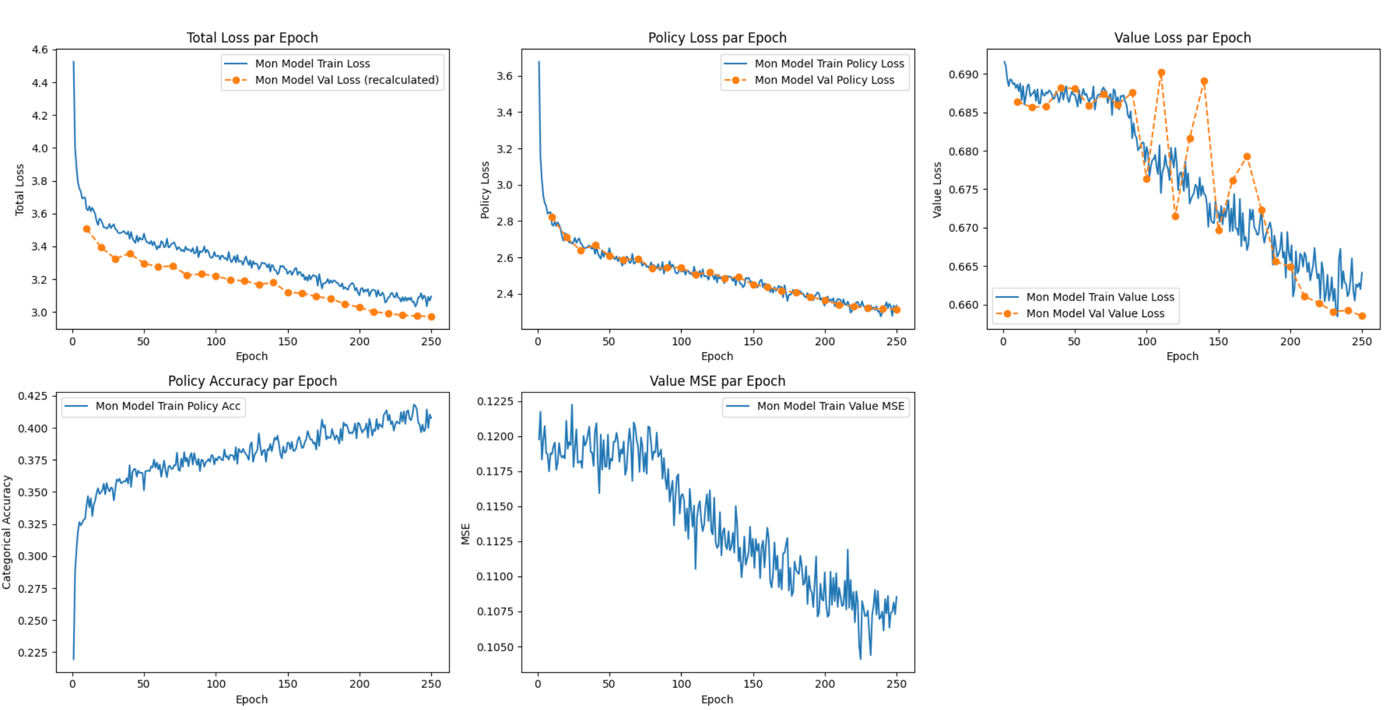 Total Loss par Epoch
Total Loss
4.6
4.4
4.2
4.0
3.8
3.6
3.4
3.2
3.0
Mon Model Train Loss
Mon Model Val Loss (recalculated)
0 50 100 150 200 250
Epoch
Policy Loss par Epoch
Policy Loss
3.6
3.4
3.2
3.0
2.8
2.6
2.4
Mon Model Train Policy Loss
Mon Model Val Policy Loss
0 50 100 150 200 250
Epoch
Value Loss par Epoch
Value Loss
0.690
0.685
0.680
0.675
0.670
0.665
0.660
Mon Model Train Value Loss
Mon Model Val Value Loss
0 50 100 150 200 250
Epoch
Policy Accuracy par Epoch
Categorical Accuracy
0.425
0.400
0.375
0.350
0.325
0.300
0.275
0.250
0.225
Mon Model Train Policy Acc
0 50 100 150 200 250
Epoch
Value MSE par Epoch
MSE
0.1225
0.1200
0.1175
0.1150
0.1125
0.1100
0.1075
0.1050
Mon Model Train Value MSE
0 50 100 150 200 250
Epoch